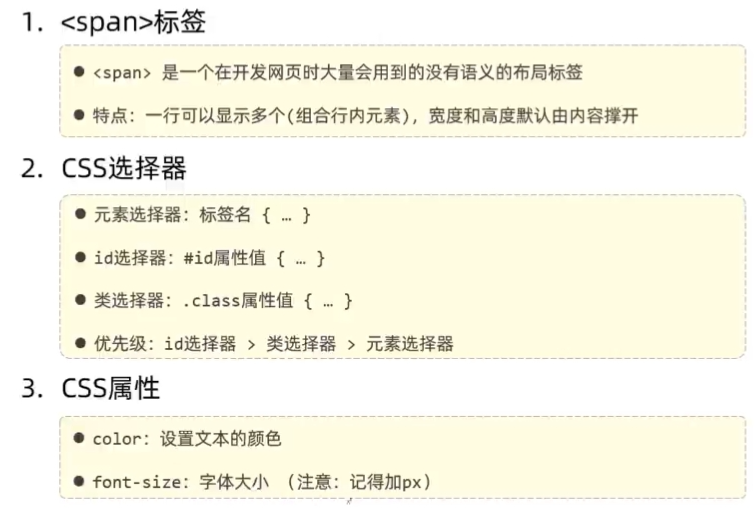 1. <span>标签
● <span> 是一个在开发网页时大量会用到的没有语义的布局标签
● 特点：一行可以显示多个(组合行内元素)，宽度和高度默认由内容撑开
2. CSS选择器
● 元素选择器：标签名 { … }
● id选择器：#id属性值 { … }
● 类选择器：.class属性值 { … }
● 优先级：id选择器 > 类选择器 > 元素选择器
3. CSS属性
● color：设置文本的颜色
● font-size：字体大小 （注意：记得加px）